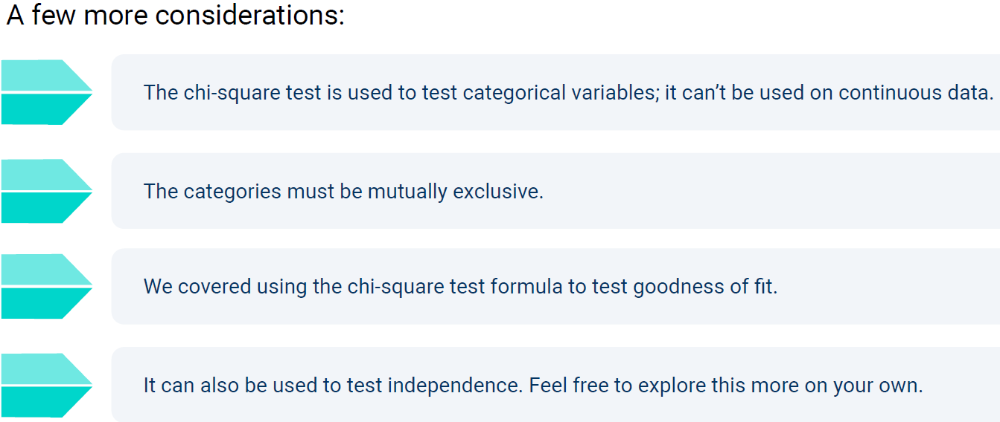 A few more considerations:
The chi-square test is used to test categorical variables; it can’t be used on continuous data.
The categories must be mutually exclusive.
We covered using the chi-square test formula to test goodness of fit.
It can also be used to test independence. Feel free to explore this more on your own.